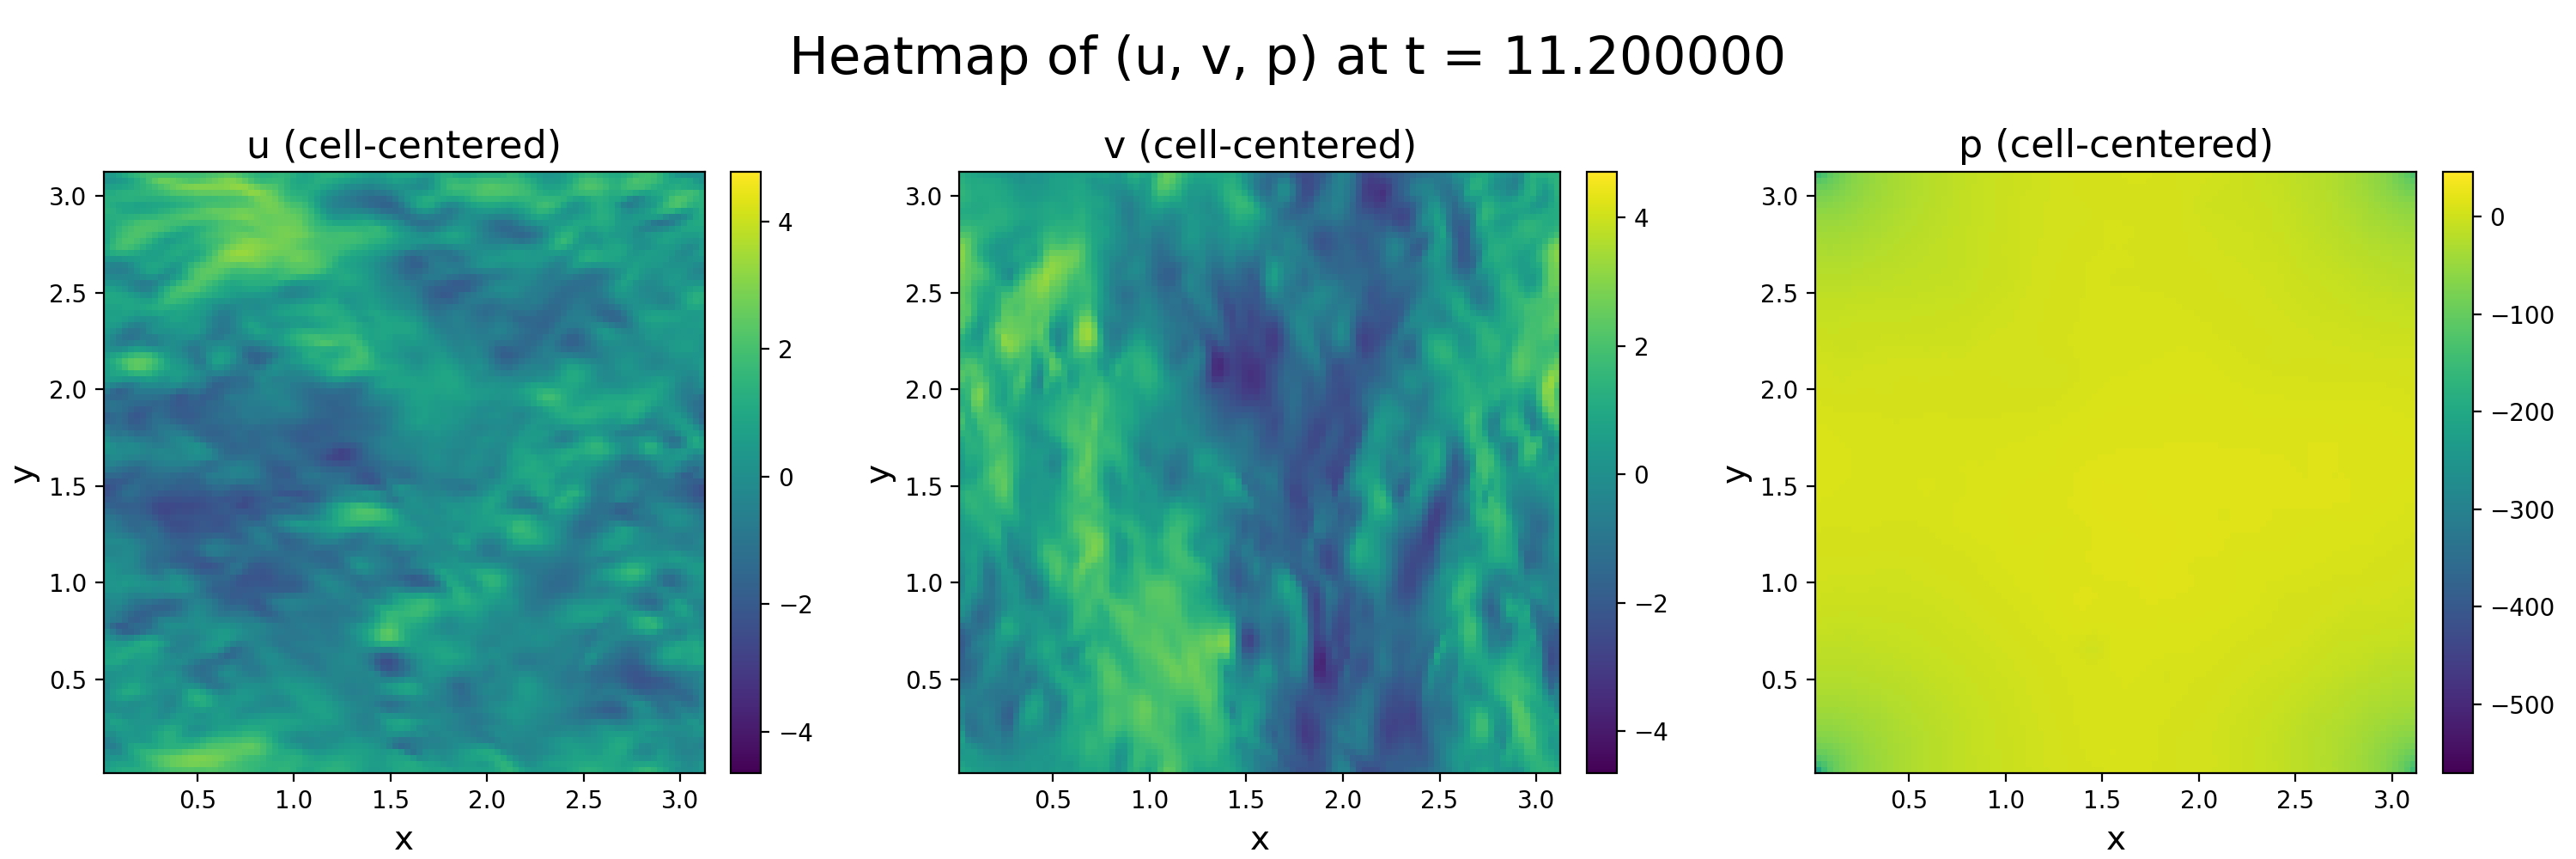 Heatmap of (u, v, p) at t = 11.200000
u (cell-centered)
v (cell-centered)
p (cell-centered)
3.0
2.5
2.0
1.5
1.0
0.5
y
0.5 1.0 1.5 2.0 2.5 3.0
x
4
2
0
−2
−4
3.0
2.5
2.0
1.5
1.0
0.5
y
0.5 1.0 1.5 2.0 2.5 3.0
x
4
2
0
−2
−4
3.0
2.5
2.0
1.5
1.0
0.5
y
0.5 1.0 1.5 2.0 2.5 3.0
x
0
−100
−200
−300
−400
−500